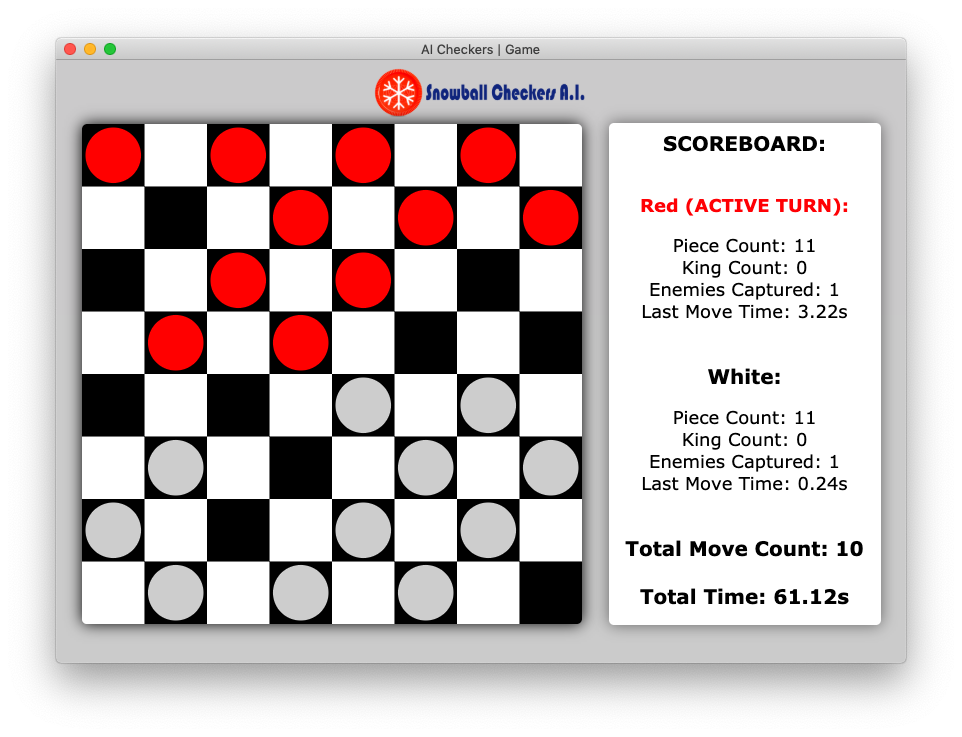 AI Checkers | Game
Snowball Checkers A.I.
SCOREBOARD:
Red (ACTIVE TURN):
Piece Count: 11
King Count: 0
Enemies Captured: 1
Last Move Time: 3.22s
White:
Piece Count: 11
King Count: 0
Enemies Captured: 1
Last Move Time: 0.24s
Total Move Count: 10
Total Time: 61.12s